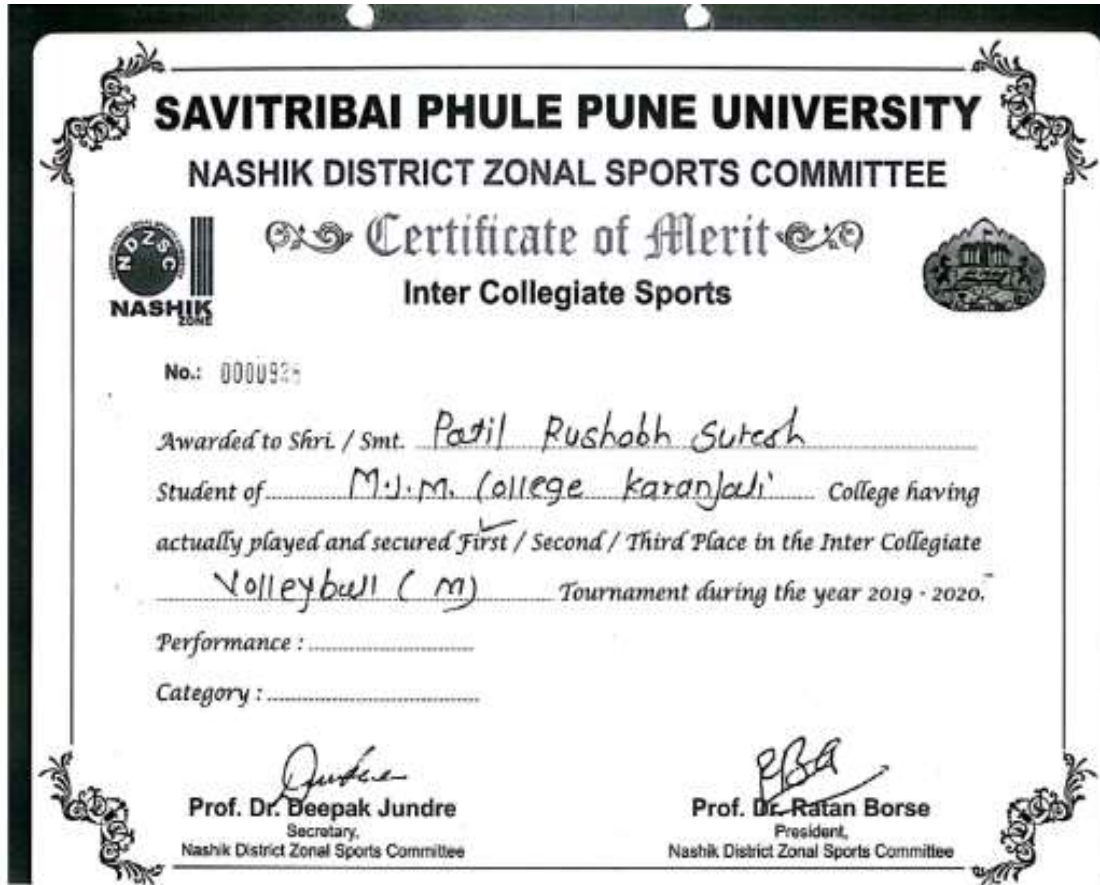 SAVITRIBAI PHULE PUNE UNIVERSITY
NASHIK DISTRICT ZONAL SPORTS COMMITTEE
Certificate of Merit
Inter Collegiate Sports
NDZSC
NASHIK
ZONE
No.:
Awarded to Shri. / Smt. Patil Rushabh Suresh
Student of M.J.M. College Karanjali College having
actually played and secured First / Second / Third Place in the Inter Collegiate
Volleyball ( M) Tournament during the year 2019 - 2020.
Performance :
Category :
Prof. Dr. Deepak Jundre
Secretary,
Nashik District Zonal Sports Committee
Prof. Dr. Ratan Borse
President,
Nashik District Zonal Sports Committee